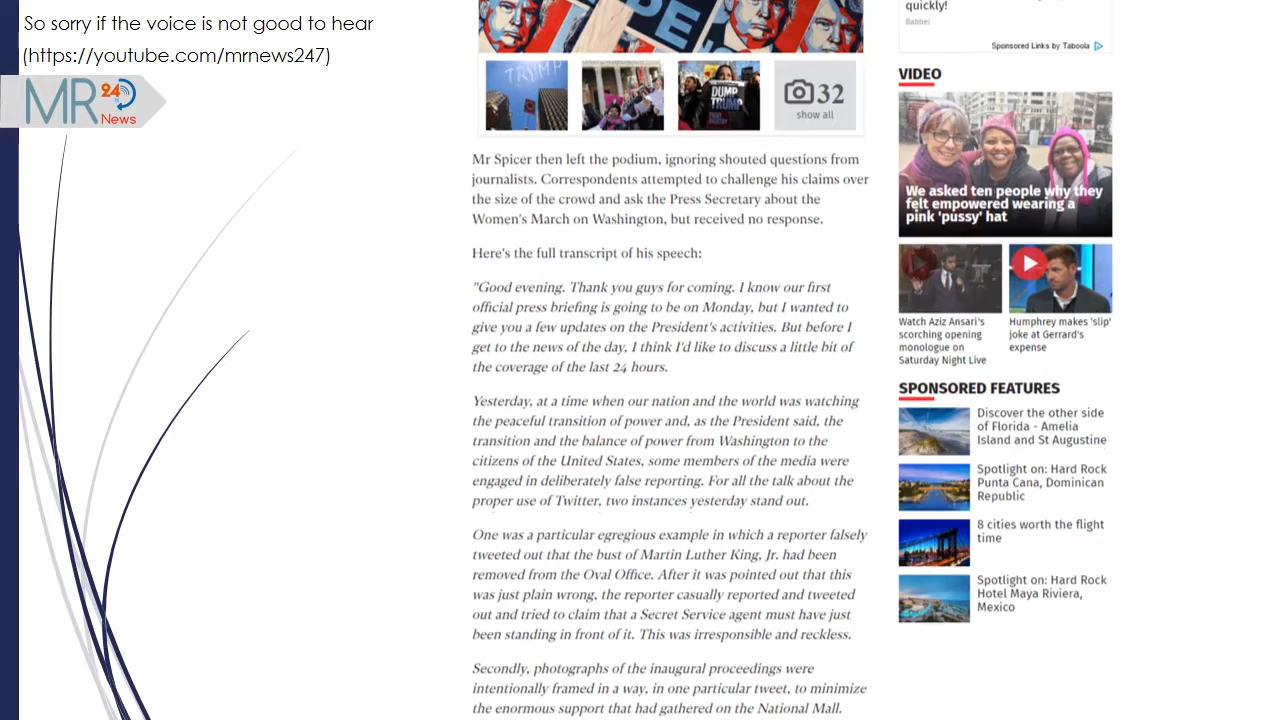 So sorry if the voice is not good to hear
(https://youtube.com/mrnews247)
MR
24
News
TRUMP
DUMP
TRUMP
32
show all
Mr Spicer then left the podium, ignoring shouted questions from
journalists. Correspondents attempted to challenge his claims over
the size of the crowd and ask the Press Secretary about the
Women's March on Washington, but received no response.
Here's the full transcript of his speech:
"Good evening. Thank you guys for coming. I know our first
official press briefing is going to be on Monday, but I wanted to
give you a few updates on the President's activities. But before I
get to the news of the day, I think I'd like to discuss a little bit of
the coverage of the last 24 hours.
Yesterday, at a time when our nation and the world was watching
the peaceful transition of power and, as the President said, the
transition and the balance of power from Washington to the
citizens of the United States, some members of the media were
engaged in deliberately false reporting. For all the talk about the
proper use of Twitter, two instances yesterday stand out.
One was a particular egregious example in which a reporter falsely
tweeted out that the bust of Martin Luther King, Jr. had been
removed from the Oval Office. After it was pointed out that this
was just plain wrong, the reporter casually reported and tweeted
out and tried to claim that a Secret Service agent must have just
been standing in front of it. This was irresponsible and reckless.
Secondly, photographs of the inaugural proceedings were
intentionally framed in a way, in one particular tweet, to minimize
the enormous support that had gathered on the National Mall.
quickly!
Babbel
Sponsored Links by Taboola
VIDEO
We asked ten people why they
felt empowered wearing a
pink 'pussy' hat
Watch Aziz Ansari's
scorching opening
monologue on
Saturday Night Live
Humphrey makes 'slip'
joke at Gerrard's
expense
SPONSORED FEATURES
Discover the other side
of Florida - Amelia
Island and St Augustine
Spotlight on: Hard Rock
Punta Cana, Dominican
Republic
8 cities worth the flight
time
Spotlight on: Hard Rock
Hotel Maya Riviera,
Mexico